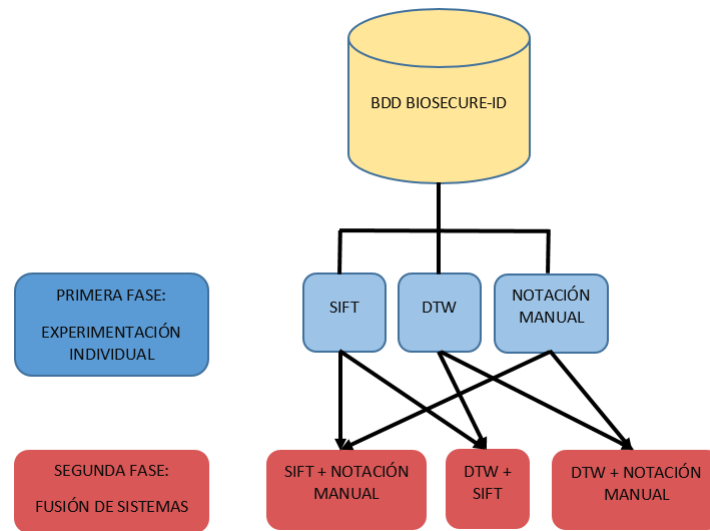 BDD BIOSECURE-ID
PRIMERA FASE:
EXPERIMENTACIÓN
INDIVIDUAL
SIFT
DTW
NOTACIÓN
MANUAL
SEGUNDA FASE:
FUSIÓN DE SISTEMAS
SIFT + NOTACIÓN
MANUAL
DTW +
SIFT
DTW + NOTACIÓN
MANUAL